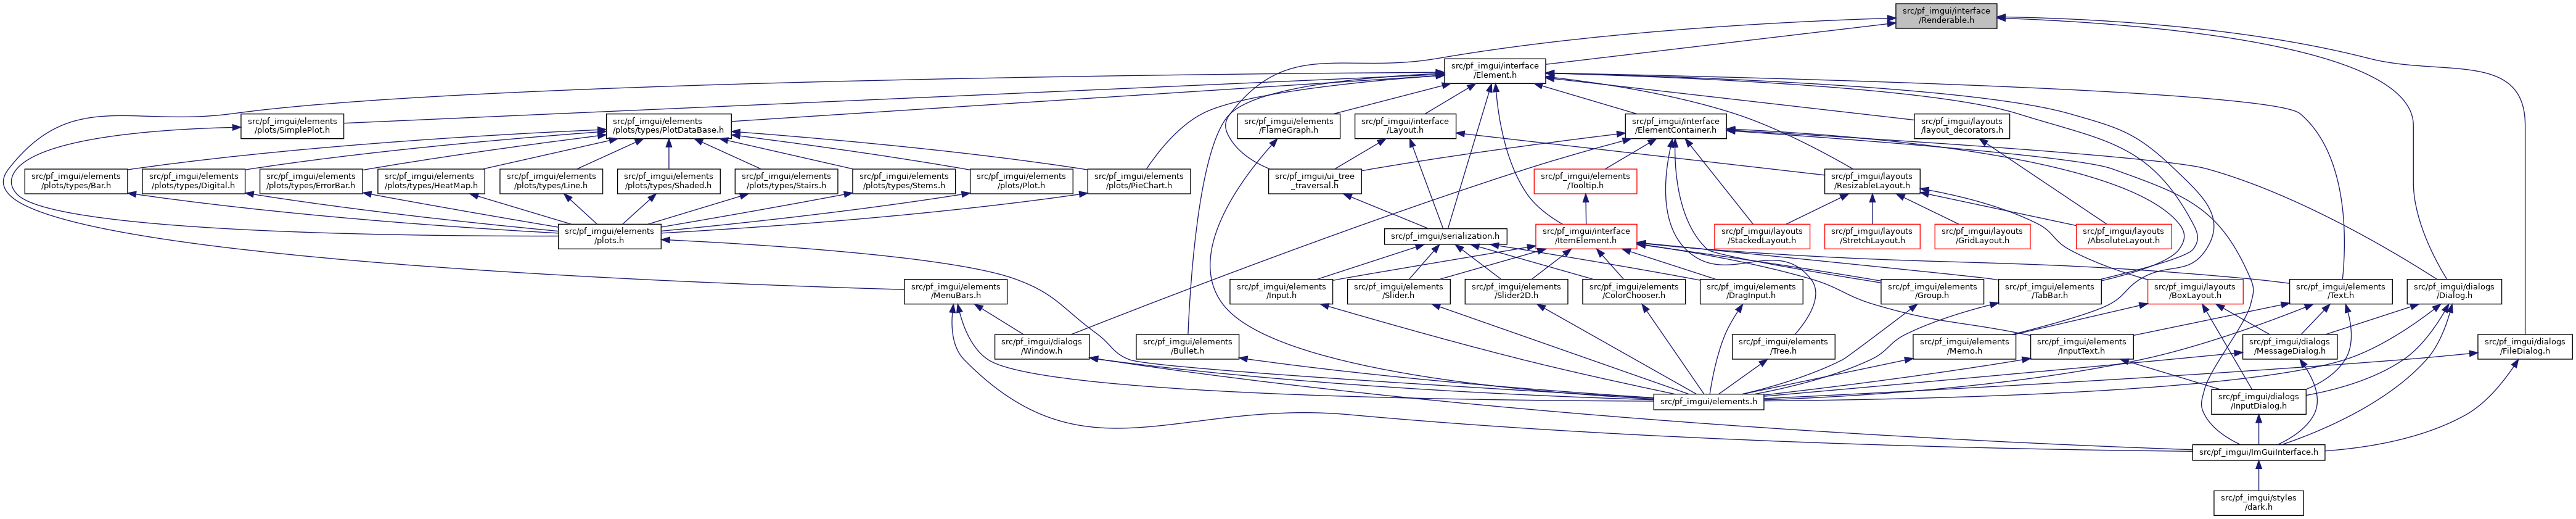 src/pf_imgui/interface
/Renderable.h
src/pf_imgui/interface
/Element.h
src/pf_imgui/elements
/plots/SimplePlot.h
src/pf_imgui/elements
/plots/types/PlotDataBase.h
src/pf_imgui/elements
/FlameGraph.h
src/pf_imgui/interface
/Layout.h
src/pf_imgui/interface
/ElementContainer.h
src/pf_imgui/layouts
/layout_decorators.h
src/pf_imgui/elements
/plots/types/Bar.h
src/pf_imgui/elements
/plots/types/Digital.h
src/pf_imgui/elements
/plots/types/ErrorBar.h
src/pf_imgui/elements
/plots/types/HeatMap.h
src/pf_imgui/elements
/plots/types/Line.h
src/pf_imgui/elements
/plots/types/Shaded.h
src/pf_imgui/elements
/plots/types/Stairs.h
src/pf_imgui/elements
/plots/types/Stems.h
src/pf_imgui/elements
/plots/Plot.h
src/pf_imgui/elements
/plots/PieChart.h
src/pf_imgui/ui_tree
_traversal.h
src/pf_imgui/elements
/Tooltip.h
src/pf_imgui/layouts
/ResizableLayout.h
src/pf_imgui/elements
/plots.h
src/pf_imgui/serialization.h
src/pf_imgui/interface
/ItemElement.h
src/pf_imgui/layouts
/StackedLayout.h
src/pf_imgui/layouts
/StretchLayout.h
src/pf_imgui/layouts
/GridLayout.h
src/pf_imgui/layouts
/AbsoluteLayout.h
src/pf_imgui/elements
/MenuBars.h
src/pf_imgui/elements
/Input.h
src/pf_imgui/elements
/Slider.h
src/pf_imgui/elements
/Slider2D.h
src/pf_imgui/elements
/ColorChooser.h
src/pf_imgui/elements
/DragInput.h
src/pf_imgui/elements
/Group.h
src/pf_imgui/elements
/TabBar.h
src/pf_imgui/layouts
/BoxLayout.h
src/pf_imgui/elements
/Text.h
src/pf_imgui/dialogs
/Dialog.h
src/pf_imgui/dialogs
/Window.h
src/pf_imgui/elements
/Bullet.h
src/pf_imgui/elements
/Tree.h
src/pf_imgui/elements
/Memo.h
src/pf_imgui/elements
/InputText.h
src/pf_imgui/dialogs
/MessageDialog.h
src/pf_imgui/dialogs
/FileDialog.h
src/pf_imgui/elements.h
src/pf_imgui/dialogs
/InputDialog.h
src/pf_imgui/ImGuiInterface.h
src/pf_imgui/styles
/dark.h